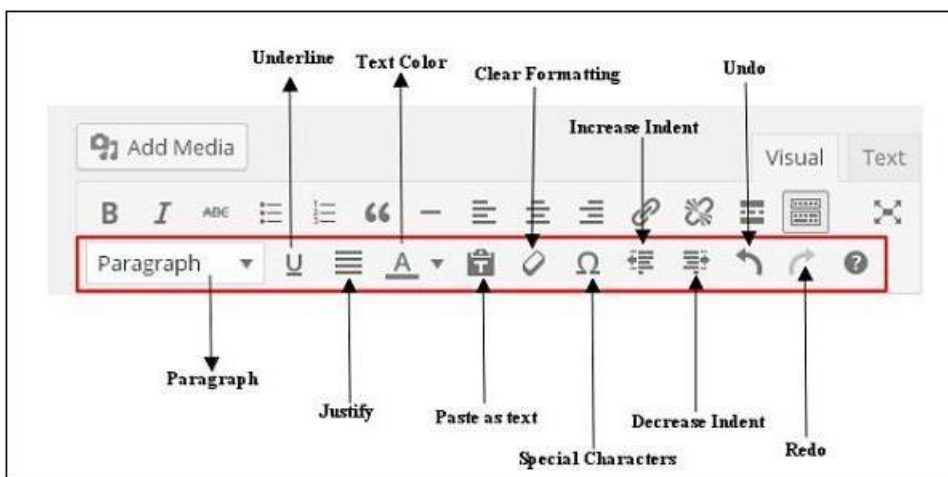 Underline Text Color
Clear Formatting
Undo
Increase Indent
Add Media
Visual Text
B I ABC
Paragraph U A T Ω ?
Paragraph
Justify
Paste as text
Decrease Indent
Redo
Special Characters